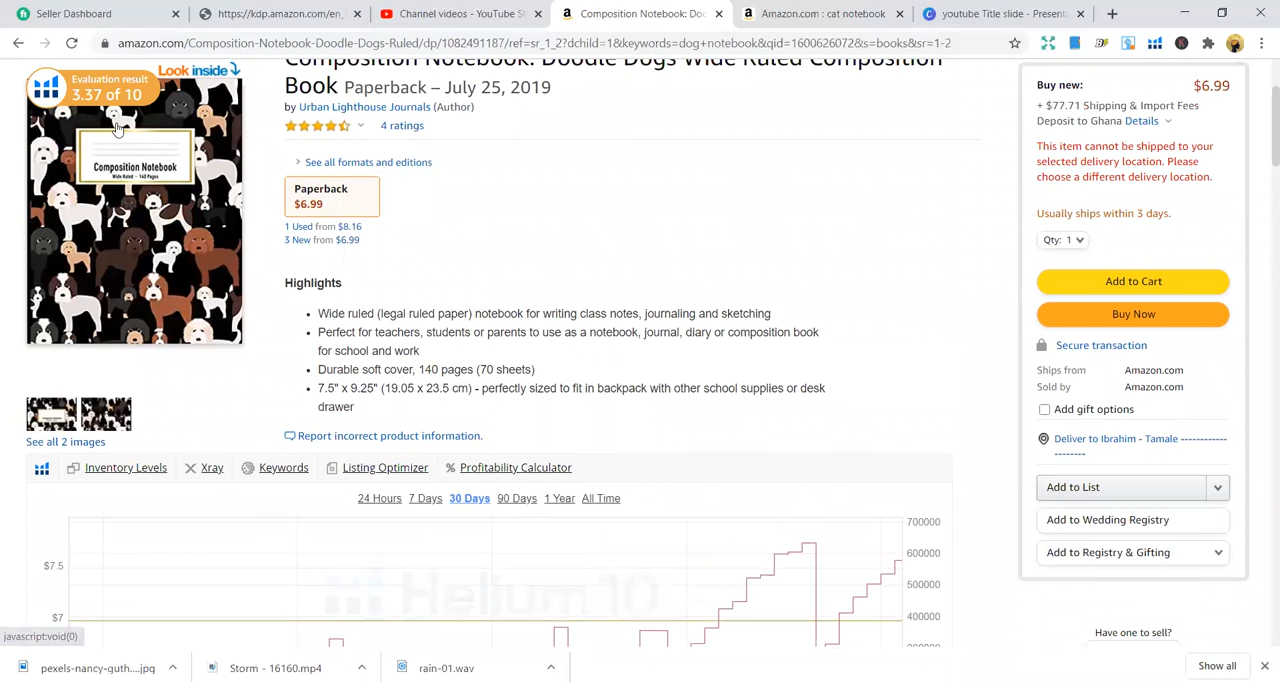 Seller Dashboard
https://kdp.amazon.com/en_
Channel videos - YouTube S
Composition Notebook: Doo
Amazon.com : cat notebook
youtube Title slide - Present
amazon.com/Composition-Notebook-Doodle-Dogs-Ruled/dp/1082491187/ref=sr_1_2?dchild=1&keywords=dog+notebook&qid=1600626072&s=books&sr=1-2
Evaluation result
3.37 of 10
Look inside
Composition Notebook
Wide Ruled - 140 Pages
See all 2 images
Composition Notebook: Doodle Dogs Wide Ruled Composition
Book Paperback – July 25, 2019
by Urban Lighthouse Journals (Author)
4 ratings
See all formats and editions
Paperback
$6.99
1 Used from $8.16
3 New from $6.99
Highlights
• Wide ruled (legal ruled paper) notebook for writing class notes, journaling and sketching
• Perfect for teachers, students or parents to use as a notebook, journal, diary or composition book
for school and work
• Durable soft cover, 140 pages (70 sheets)
• 7.5" x 9.25" (19.05 x 23.5 cm) - perfectly sized to fit in backpack with other school supplies or desk
drawer
Report incorrect product information.
Buy new: $6.99
+ $77.71 Shipping & Import Fees
Deposit to Ghana Details
This item cannot be shipped to your
selected delivery location. Please
choose a different delivery location.
Usually ships within 3 days.
Qty: 1
Add to Cart
Buy Now
Secure transaction
Ships from Amazon.com
Sold by Amazon.com
Add gift options
Deliver to Ibrahim - Tamale ------------
--------
Add to List
Add to Wedding Registry
Add to Registry & Gifting
Have one to sell?
Inventory Levels
Xray
Keywords
Listing Optimizer
Profitability Calculator
24 Hours 7 Days 30 Days 90 Days 1 Year All Time
700000
600000
$7.5
500000
Helium 10
$7
400000
javascript:void(0)
pexels-nancy-guth....jpg
Storm - 16160.mp4
rain-01.wav
Show all